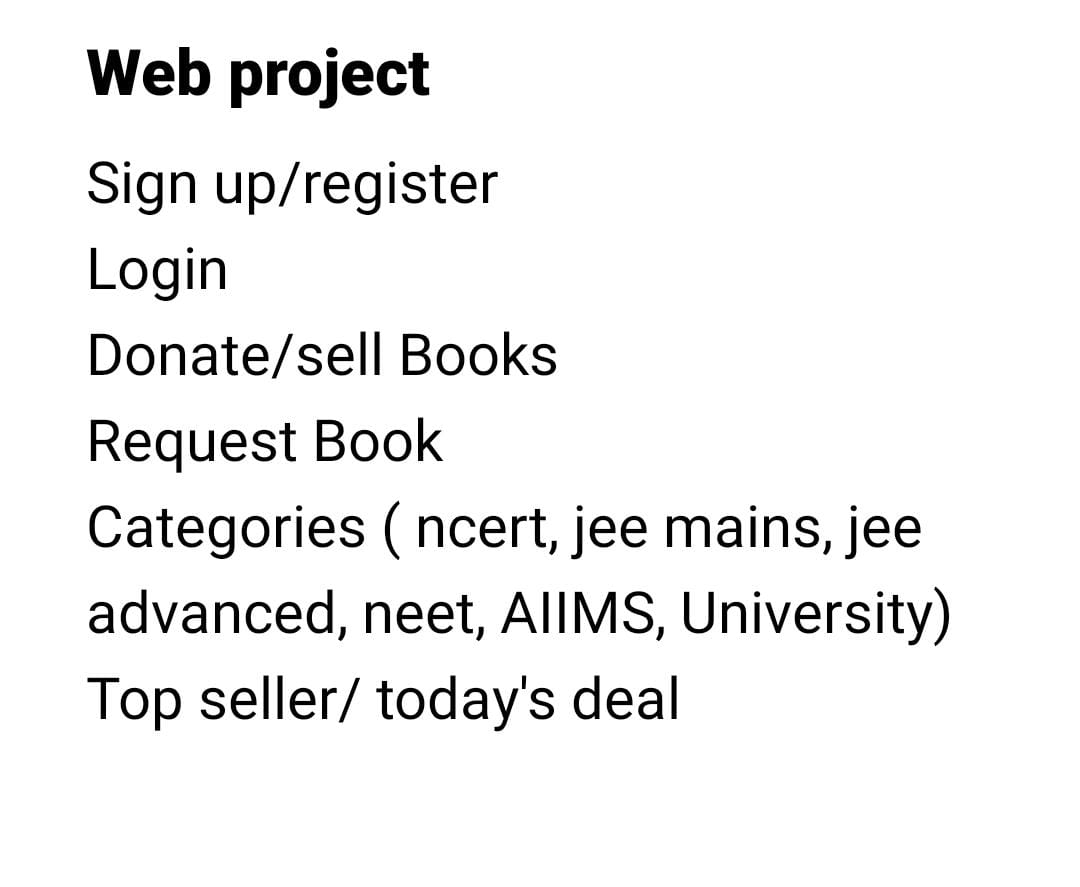 Web project
Sign up/register
Login
Donate/sell Books
Request Book
Categories ( ncert, jee mains, jee
advanced, neet, AIIMS, University)
Top seller/ today's deal